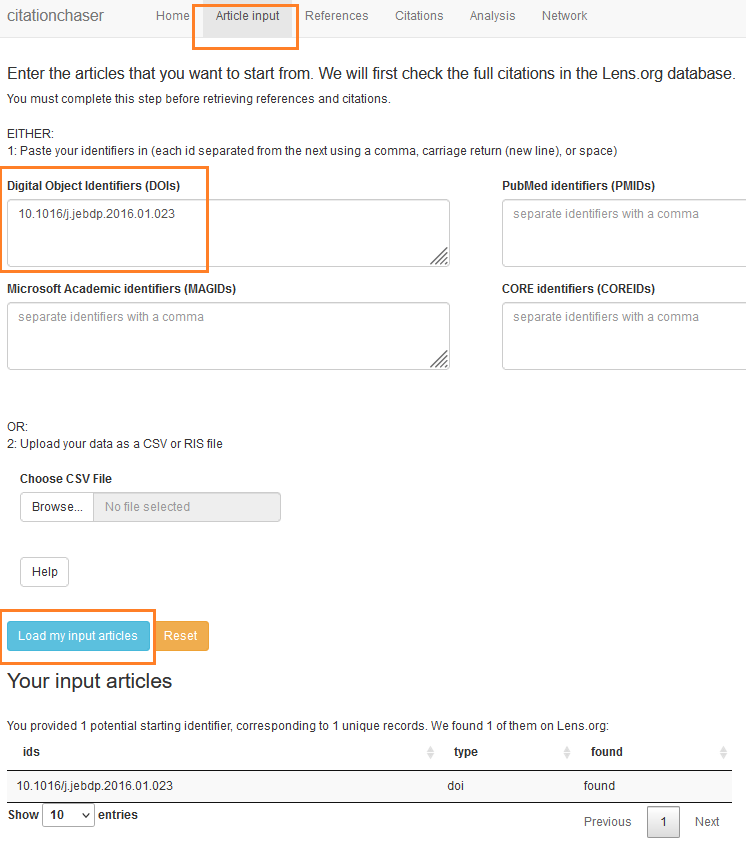 citationchaser Home Article input References Citations Analysis Network
Enter the articles that you want to start from. We will first check the full citations in the Lens.org database.
You must complete this step before retrieving references and citations.
EITHER:
1: Paste your identifiers in (each id separated from the next using a comma, carriage return (new line), or space)
Digital Object Identifiers (DOIs) PubMed identifiers (PMIDs)
10.1016/j.jebdp.2016.01.023 separate identifiers with a comma
Microsoft Academic identifiers (MAGIDs) CORE identifiers (COREIDs)
separate identifiers with a comma separate identifiers with a comma
OR:
2: Upload your data as a CSV or RIS file
Choose CSV File
Browse... No file selected
Help
Load my input articles Reset
Your input articles
You provided 1 potential starting identifier, corresponding to 1 unique records. We found 1 of them on Lens.org:
ids type found
10.1016/j.jebdp.2016.01.023 doi found
Show 10 entries Previous 1 Next